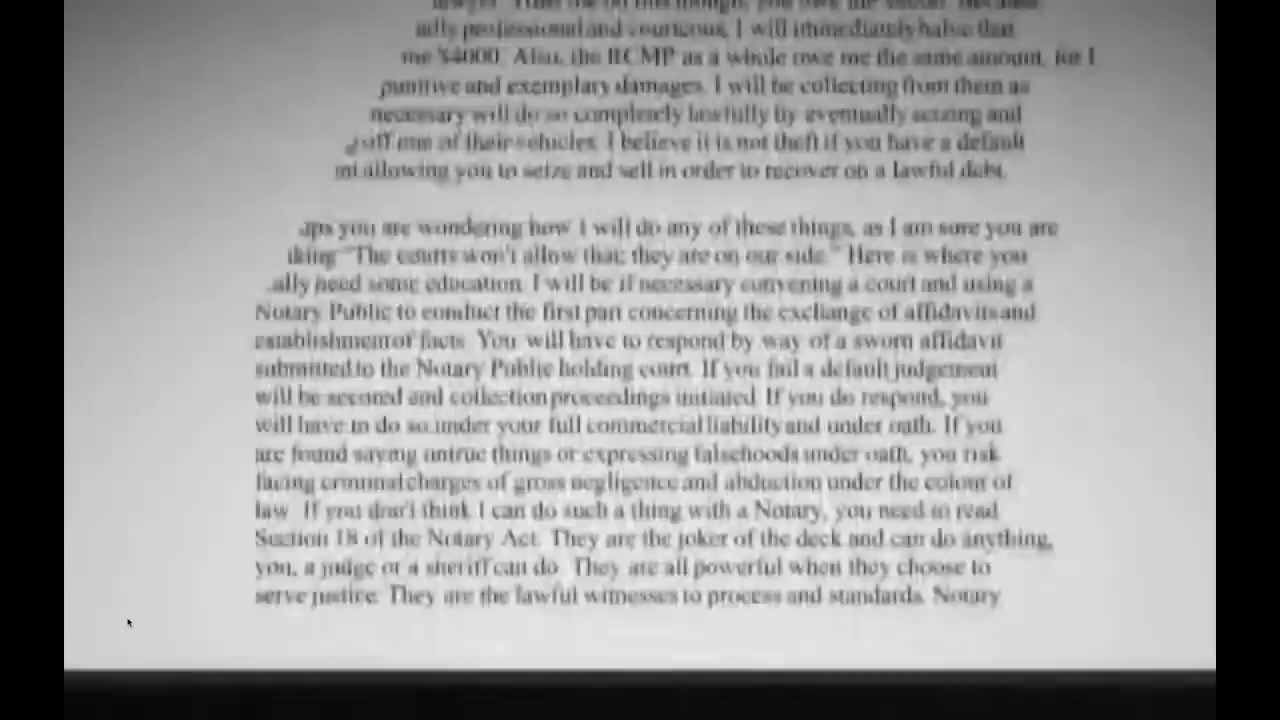 lawyer.
ally professional and courteous, I will immediately halve that
me $4000. Also, the RCMP as a whole owe me the same amount, for I
punitive and exemplary damages. I will be collecting from them as
necessary will do so completely lawfully by eventually seizing and
off one of their vehicles. I believe it is not theft if you have a default
allowing you to seize and sell in order to recover on a lawful debt.
aps you are wondering how I will do any of these things, as I am sure you are
iking "The courts won't allow that; they are on our side." Here is where you
ally need some education. I will be if necessary convening a court and using a
Notary Public to conduct the first part concerning the exchange of affidavits and
establishment of facts. You will have to respond by way of a sworn affidavit
submitted to the Notary Public holding court. If you fail a default judgement
will be secured and collection proceedings initiated. If you do respond, you
will have to do so under your full commercial liability and under oath. If you
are found saying untrue things or expressing falsehoods under oath, you risk
facing criminal charges of gross negligence and abduction under the colour of
law. If you don't think I can do such a thing with a Notary, you need to read
Section 18 of the Notary Act. They are the joker of the deck and can do anything,
you, a judge or a sheriff can do. They are all powerful when they choose to
serve justice. They are the lawful witnesses to process and standards. Notary